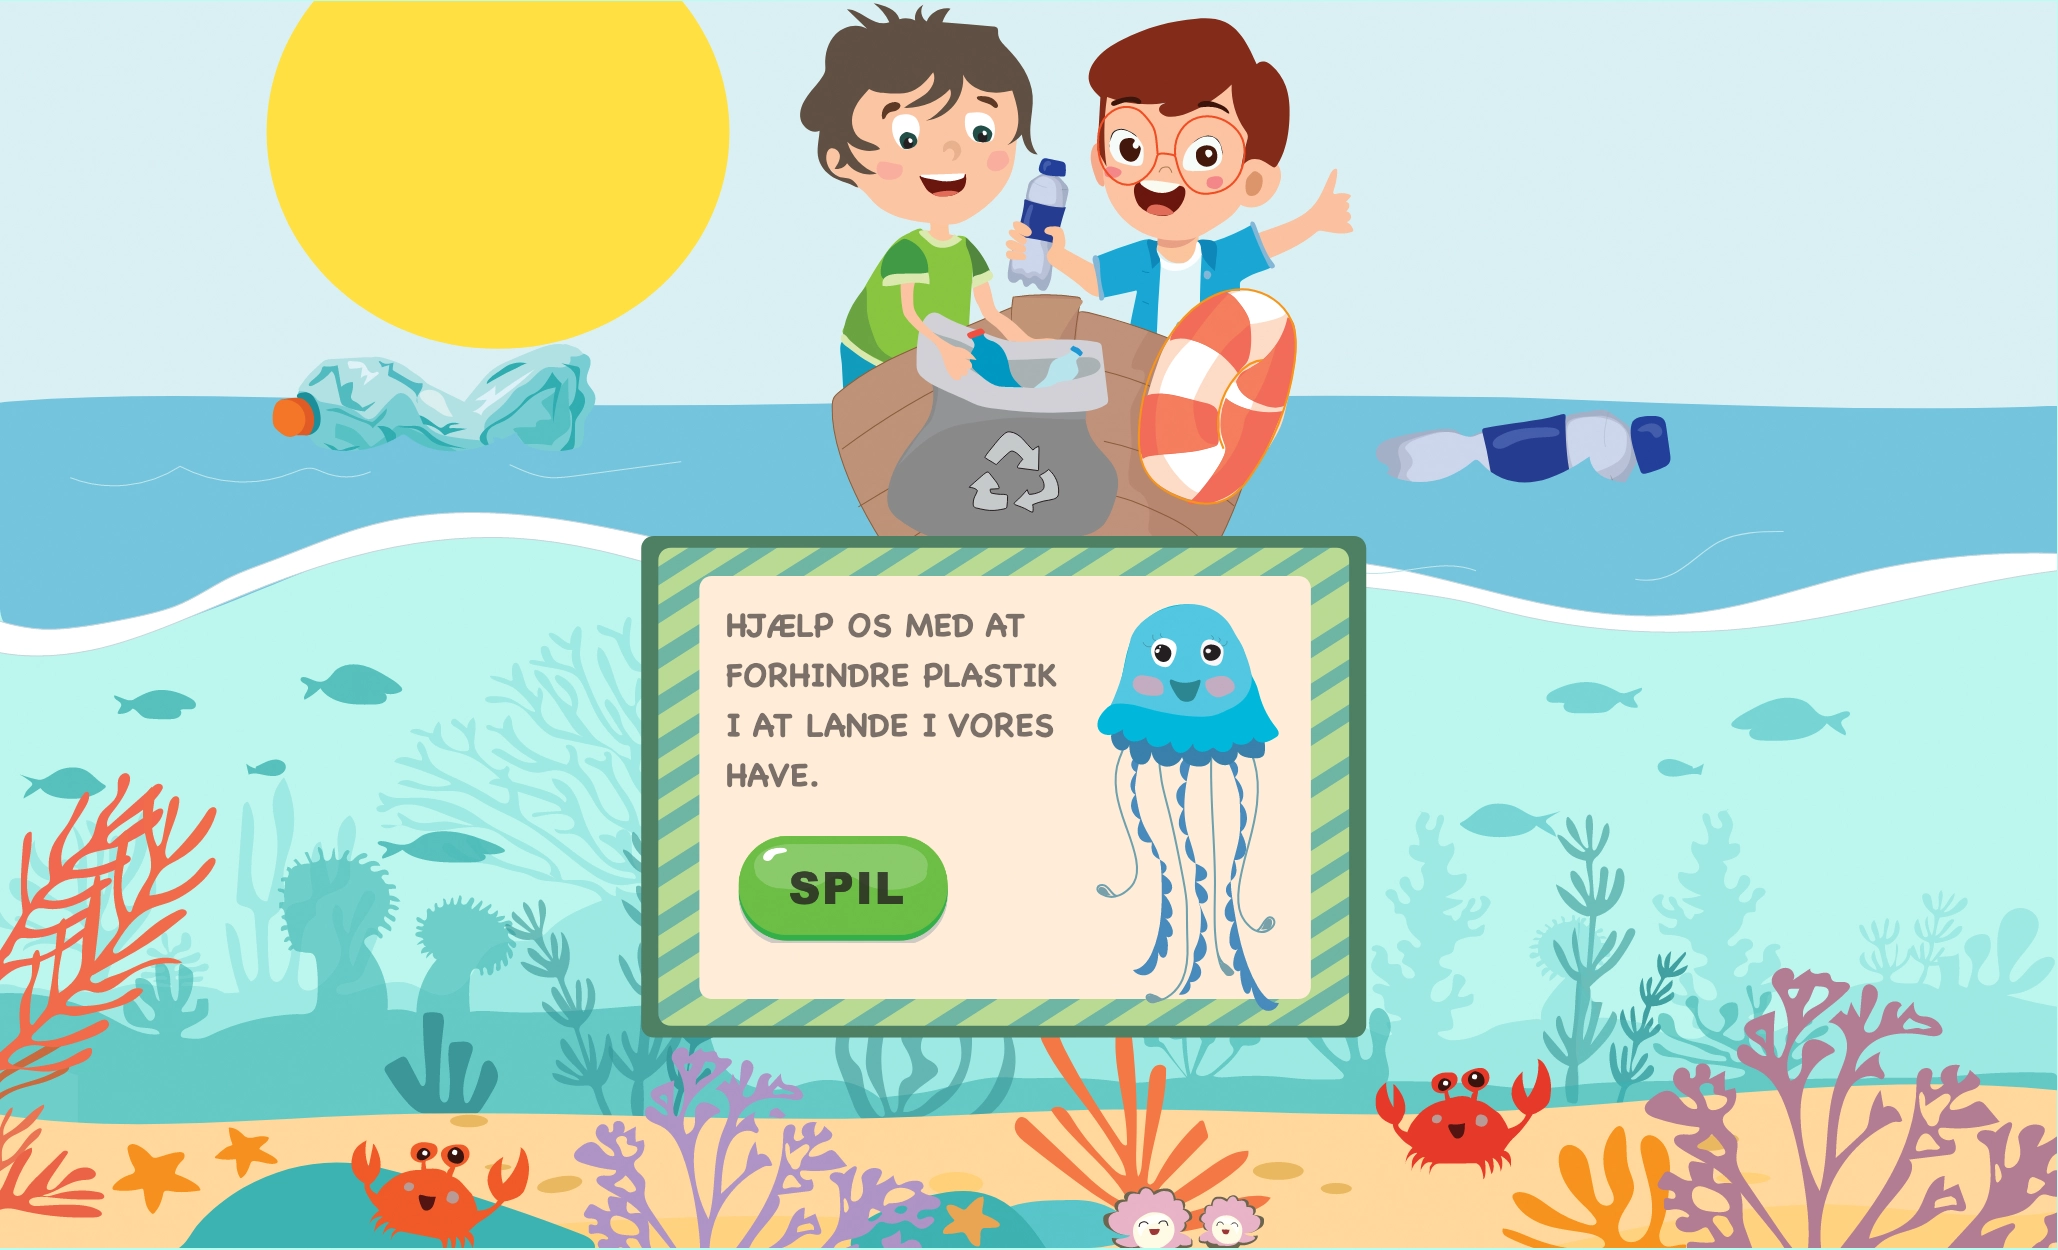 HJÆLP OS MED AT
FORHINDRE PLASTIK
I AT LANDE I VORES
HAVE.
SPIL